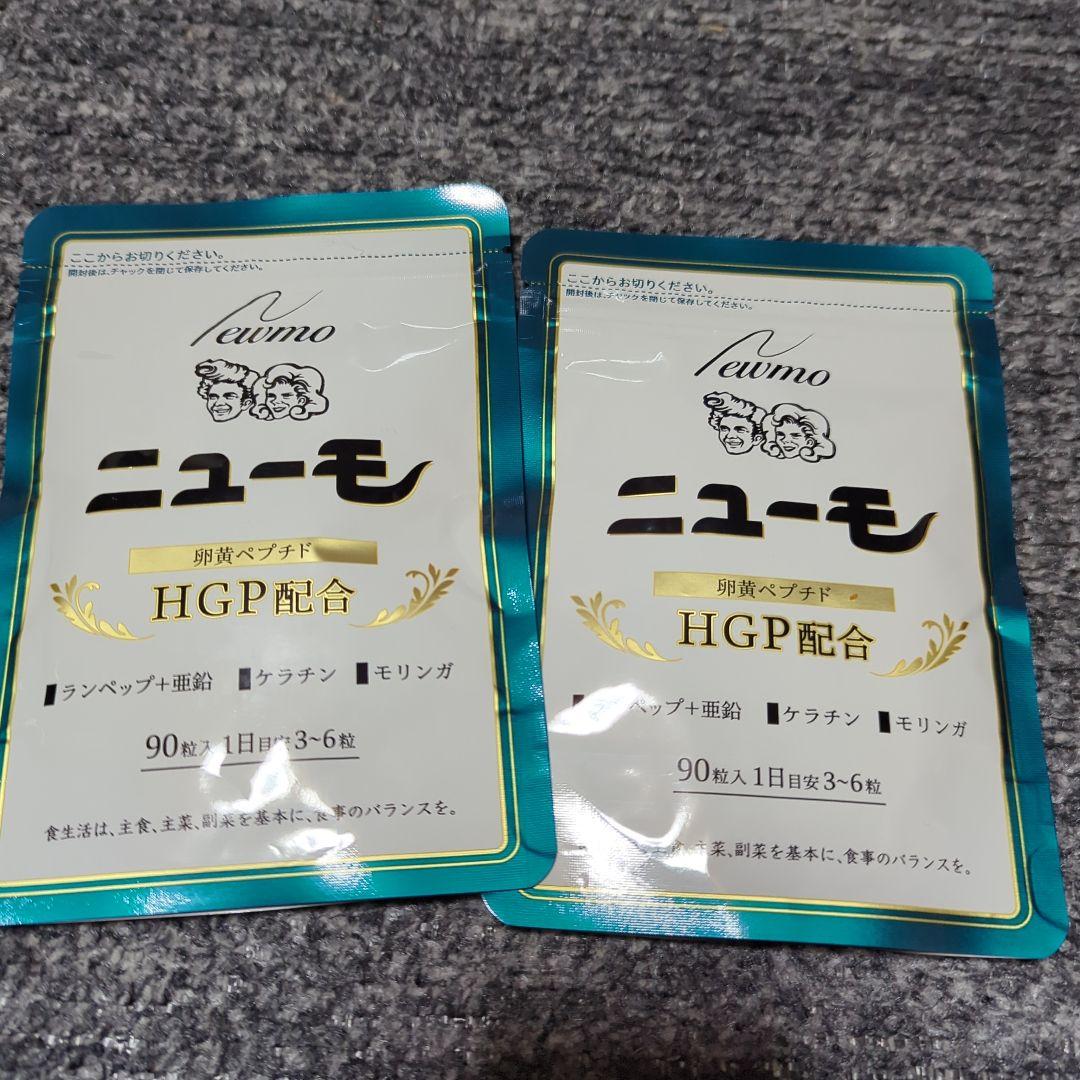 ここからお切りください。
開封後は、チャックを閉じて保存してください。
Newmo
ニューモ
卵黄ペプチド
HGP配合
ランペップ+亜鉛 ケラチン モリンガ
90粒入 1日目安3~6粒
食生活は、主食、主菜、副菜を基本に、食事のバランスを。
ここからお切りください。
開封後は、チャックを閉じて保存してください。
Newmo
ニューモ
卵黄ペプチド
HGP配合
ペップ+亜鉛 ケラチン モリンガ
90粒入 1日目安3~6粒
主食、主菜、副菜を基本に、食事のバランスを。